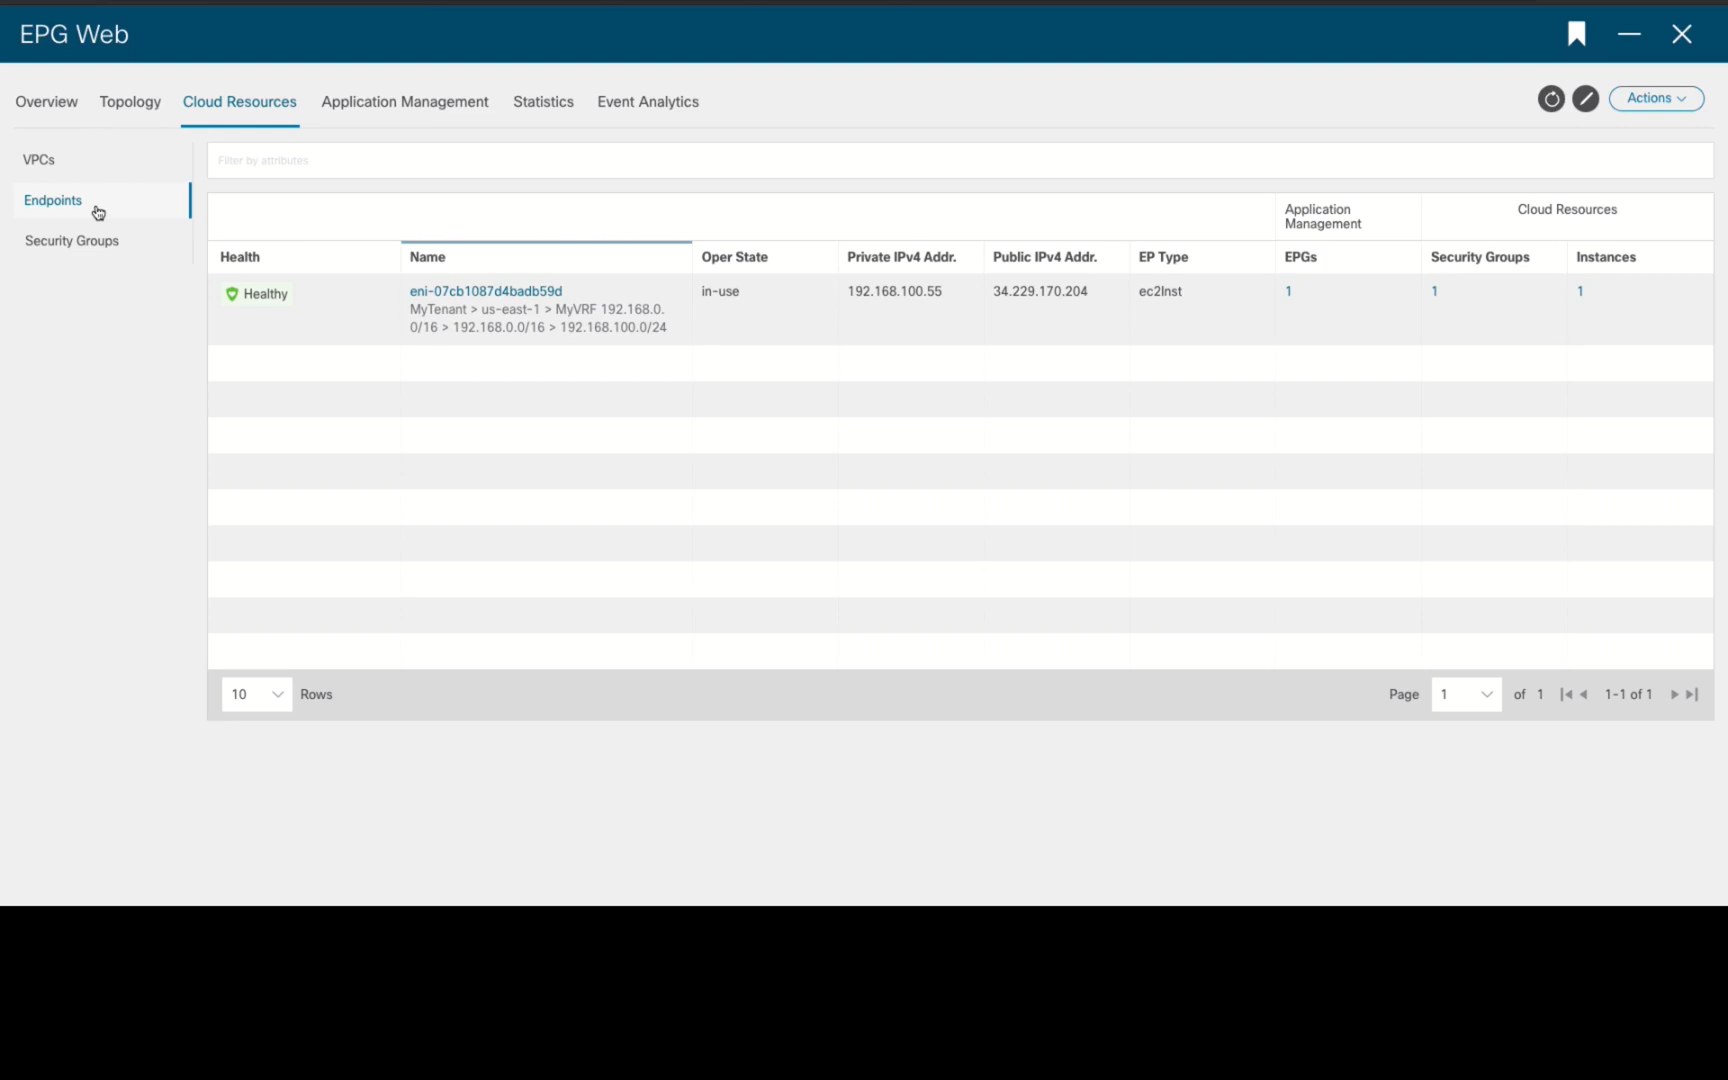 EPG Web
Overview Topology Cloud Resources Application Management Statistics Event Analytics
Actions
VPCs
Endpoints
Security Groups
Filter by attributes
Application
Management
Cloud Resources
Health Name Oper State Private IPv4 Addr. Public IPv4 Addr. EP Type EPGs Security Groups Instances
Healthy eni-07cb1087d4badb59d in-use 192.168.100.55 34.229.170.204 ec2Inst 1 1 1
MyTenant > us-east-1 > MyVRF 192.168.0.
0/16 > 192.168.0.0/16 > 192.168.100.0/24
10 Rows Page 1 of 1 1-1 of 1